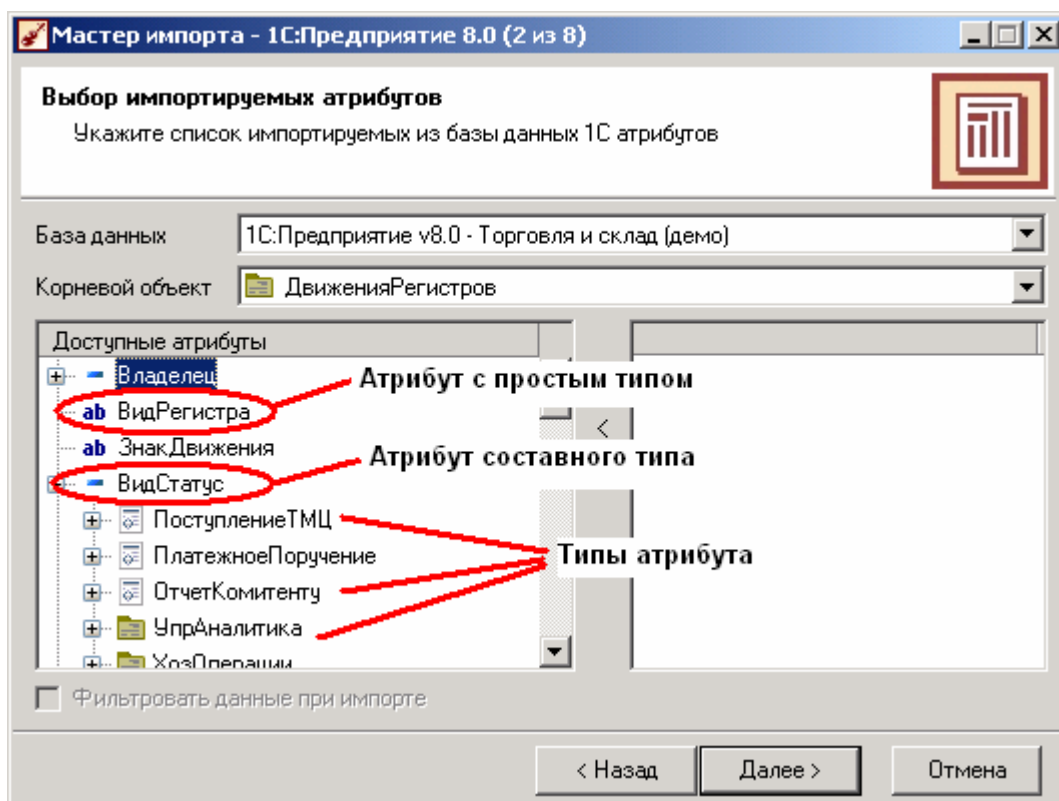 Мастер импорта - 1С:Предприятие 8.0 (2 из 8)
Выбор импортируемых атрибутов
Укажите список импортируемых из базы данных 1С атрибутов
База данных
1С:Предприятие v8.0 - Торговля и склад (демо)
Корневой объект
ДвиженияРегистров
Доступные атрибуты
Владелец
Атрибут с простым типом
ab ВидРегистра
<
ab ЗнакДвижения
Атрибут составного типа
ВидСтатус
ПоступлениеТМЦ
ПлатежноеПоручение
Типы атрибута
ОтчетКомитенту
УпрАналитика
ХозОперации
Фильтровать данные при импорте
< Назад
Далее >
Отмена